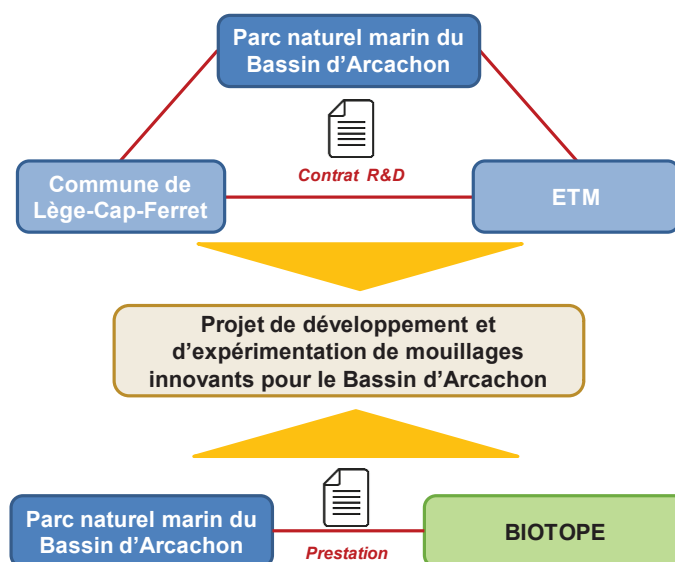 Parc naturel marin du
Bassin d'Arcachon
Contrat R&D
Commune de
Lège-Cap-Ferret
ETM
Projet de développement et
d'expérimentation de mouillages
innovants pour le Bassin d'Arcachon
Parc naturel marin du
Bassin d'Arcachon
Prestation
BIOTOPE